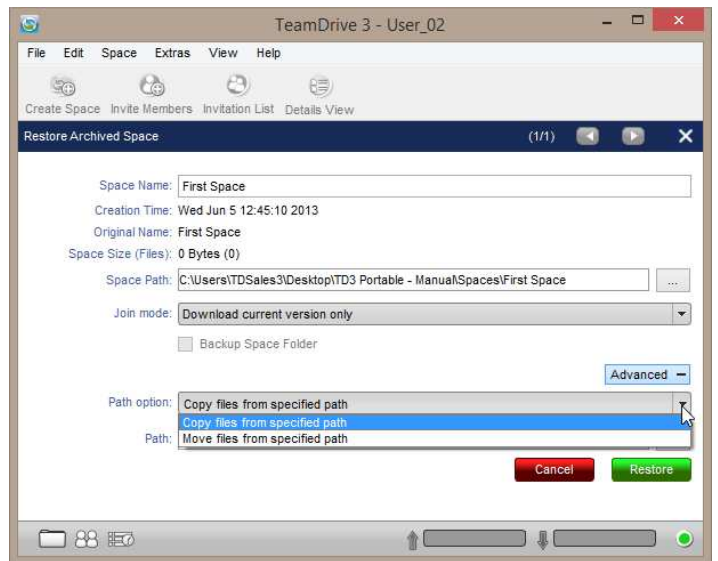 TeamDrive 3 - User_02
File Edit Space Extras View Help
Create Space Invite Members Invitation List Details View
Restore Archived Space (1/1)
Space Name: First Space
Creation Time: Wed Jun 5 12:45:10 2013
Original Name: First Space
Space Size (Files): 0 Bytes (0)
Space Path: C:\Users\TDSales3\Desktop\TD3 Portable - Manual\Spaces\First Space ...
Join mode: Download current version only
Backup Space Folder
Advanced
Path option: Copy files from specified path
Copy files from specified path
Path: Move files from specified path
Cancel Restore